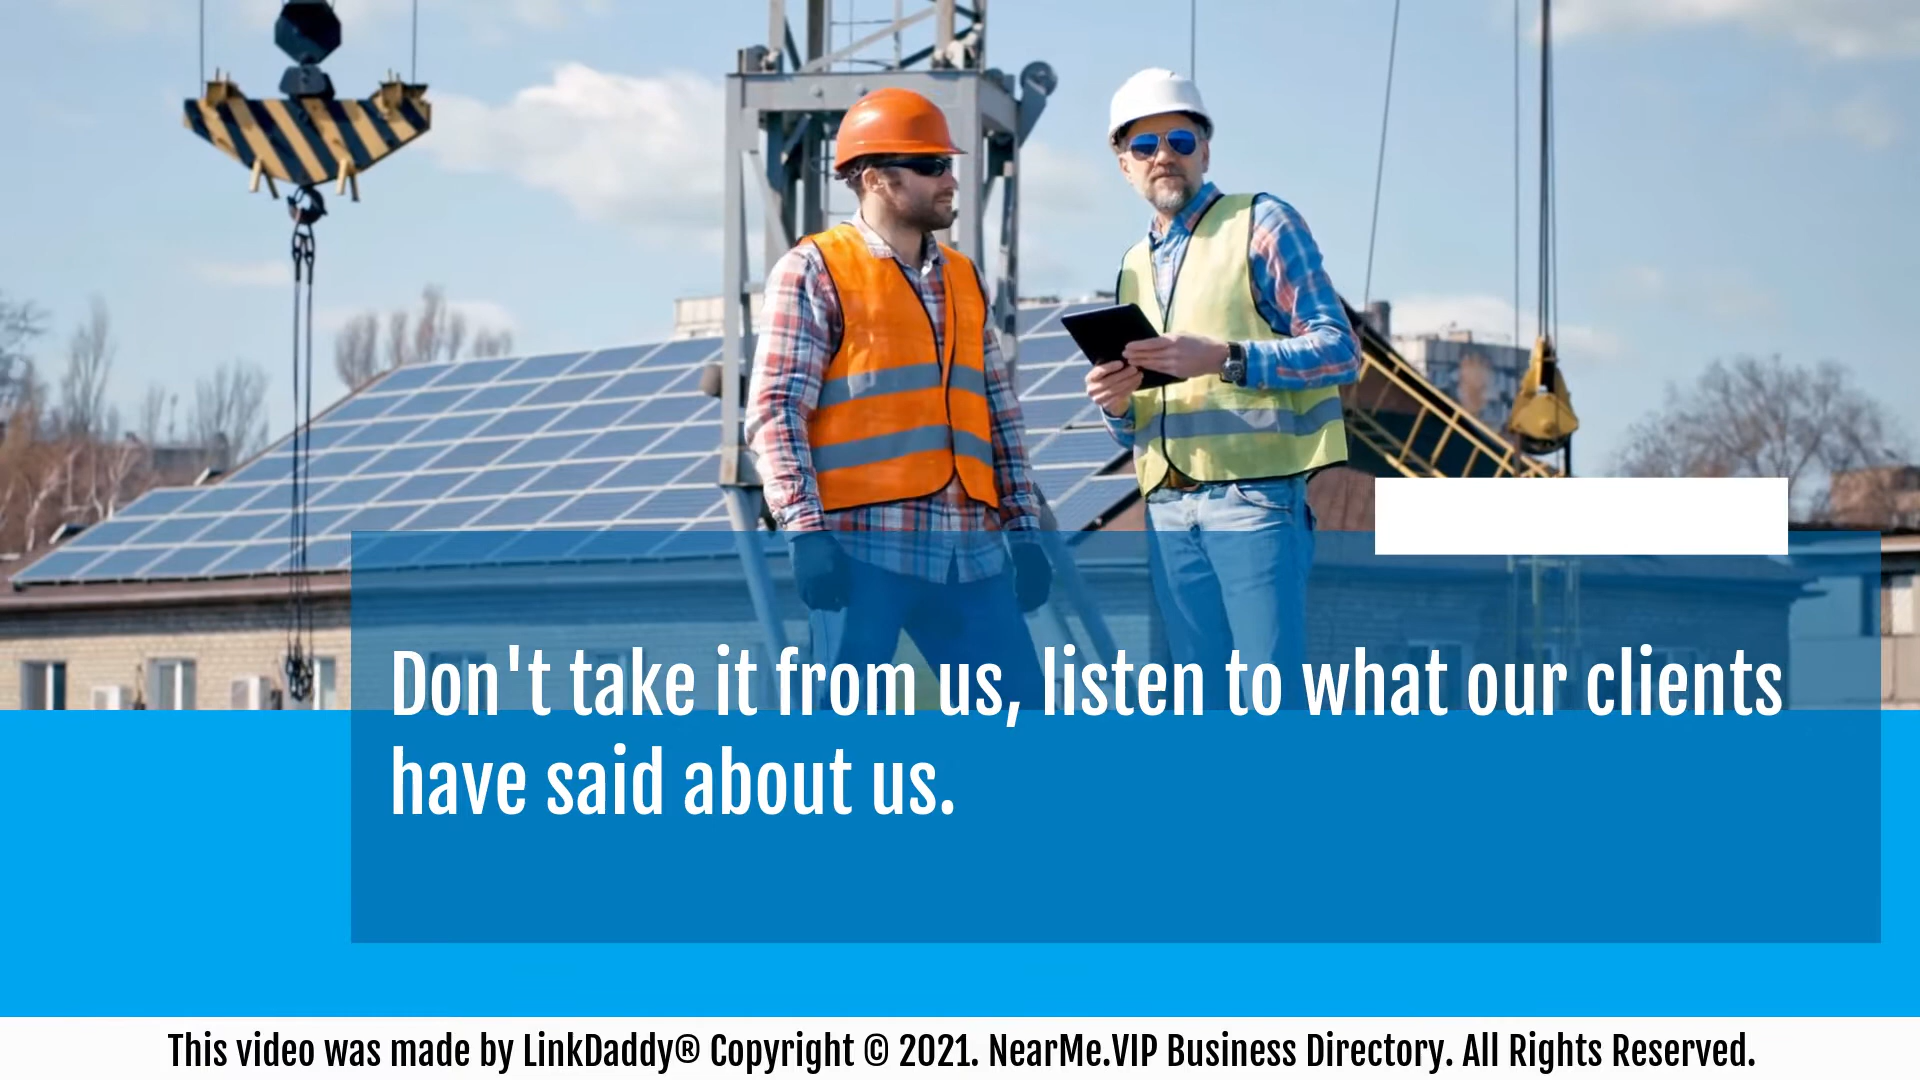 Don't take it from us, listen to what our clients
have said about us.
This video was made by LinkDaddy® Copyright © 2021. NearMe.VIP Business Directory. All Rights Reserved.